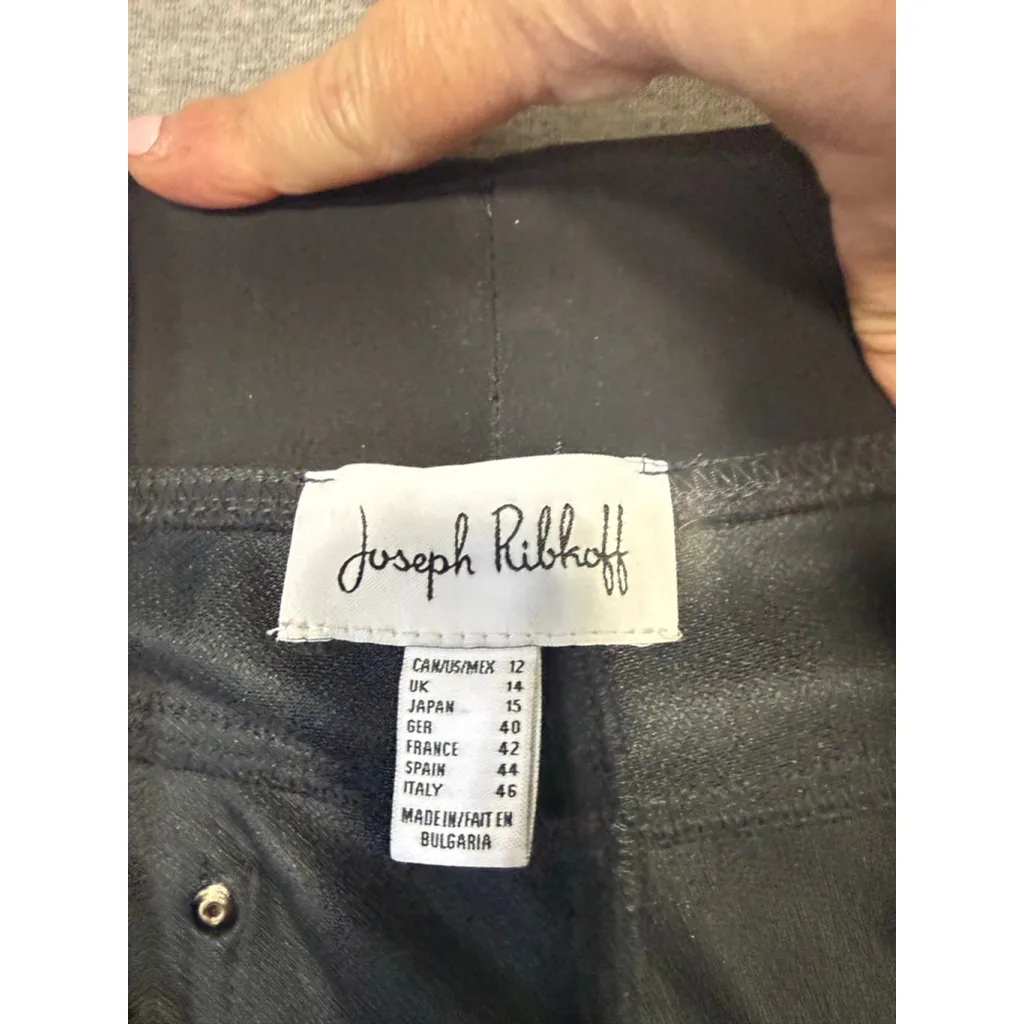 Joseph Ribkoff
CAN/US/MEX 12
UK 14
JAPAN 15
GER 40
FRANCE 42
SPAIN 44
ITALY 46
MADE IN/FAIT EN
BULGARIA